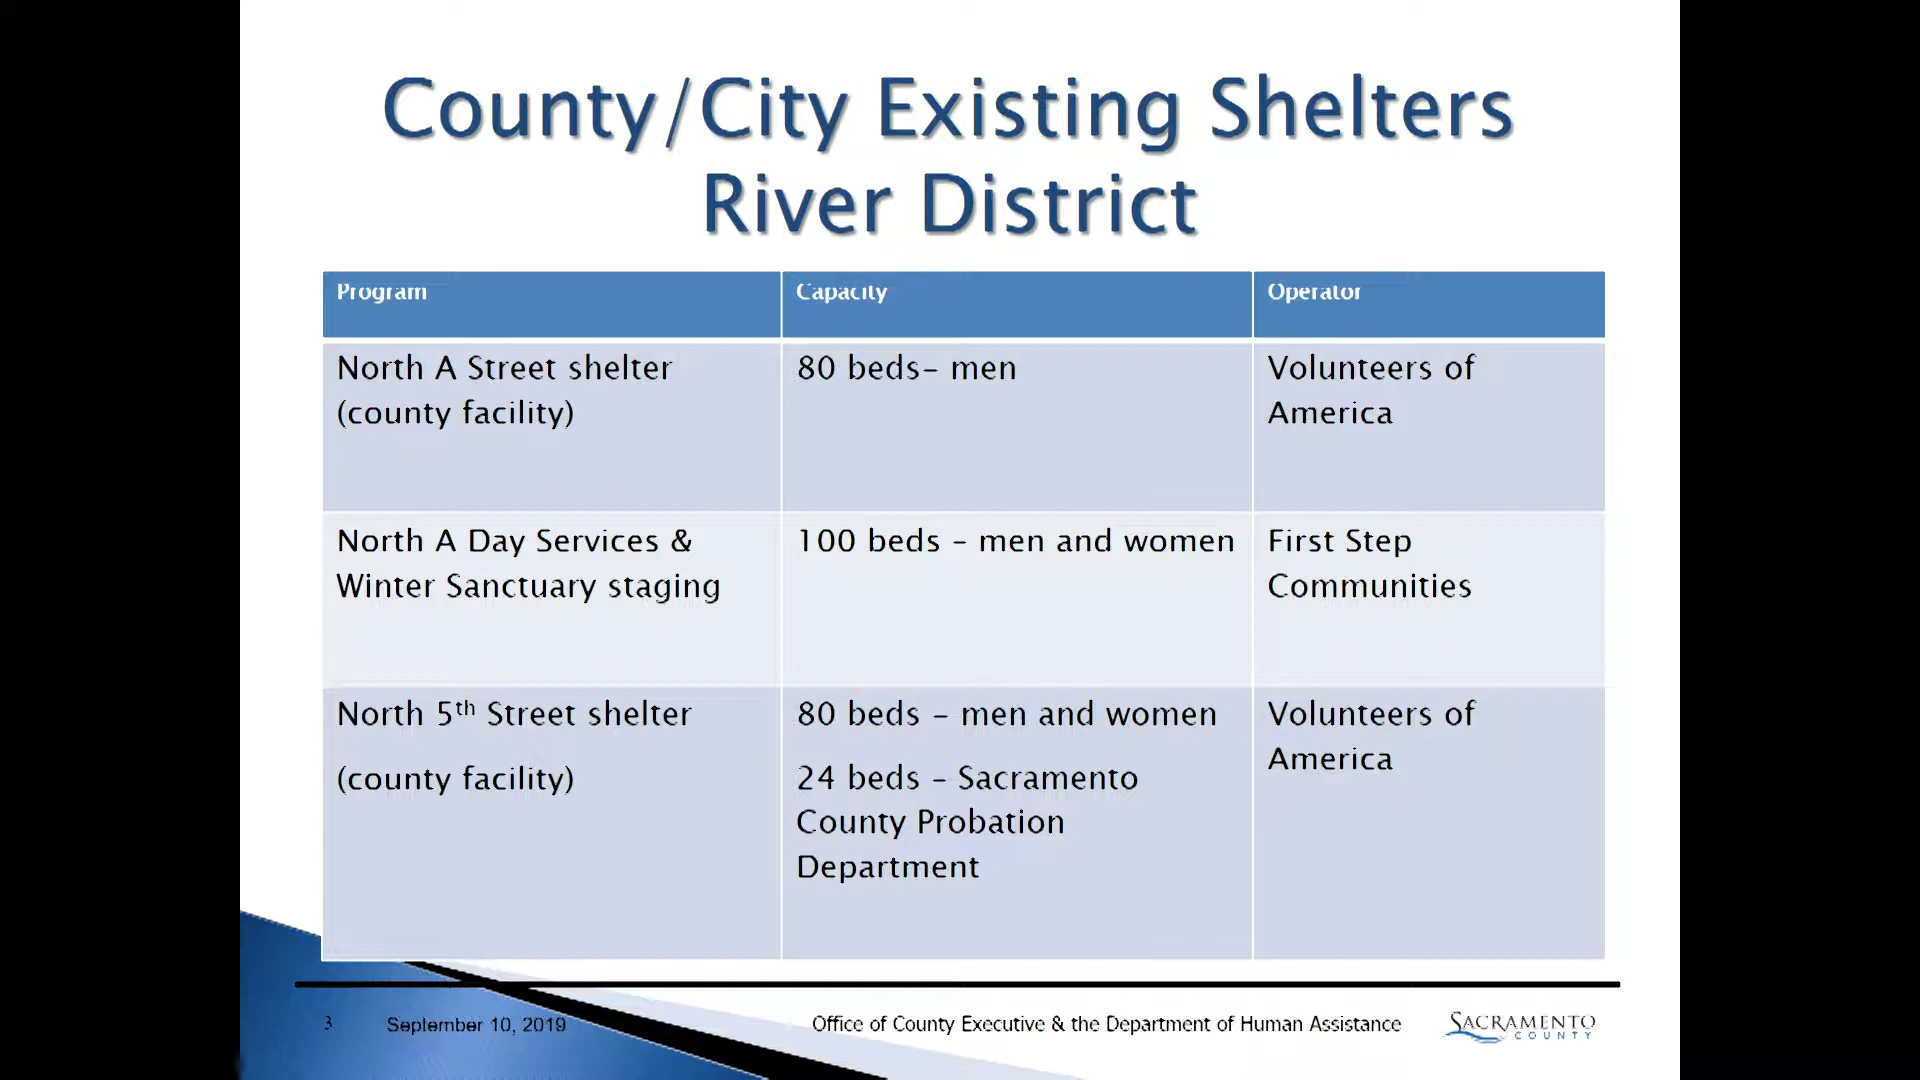 County/City Existing Shelters
River District
Program
Capacity
Operator
North A Street shelter
(county facility)
80 beds– men
Volunteers of
America
North A Day Services &
Winter Sanctuary staging
100 beds – men and women
First Step
Communities
North 5th Street shelter
(county facility)
80 beds – men and women
24 beds – Sacramento
County Probation
Department
Volunteers of
America
3
September 10, 2019
Office of County Executive & the Department of Human Assistance
SACRAMENTO
COUNTY